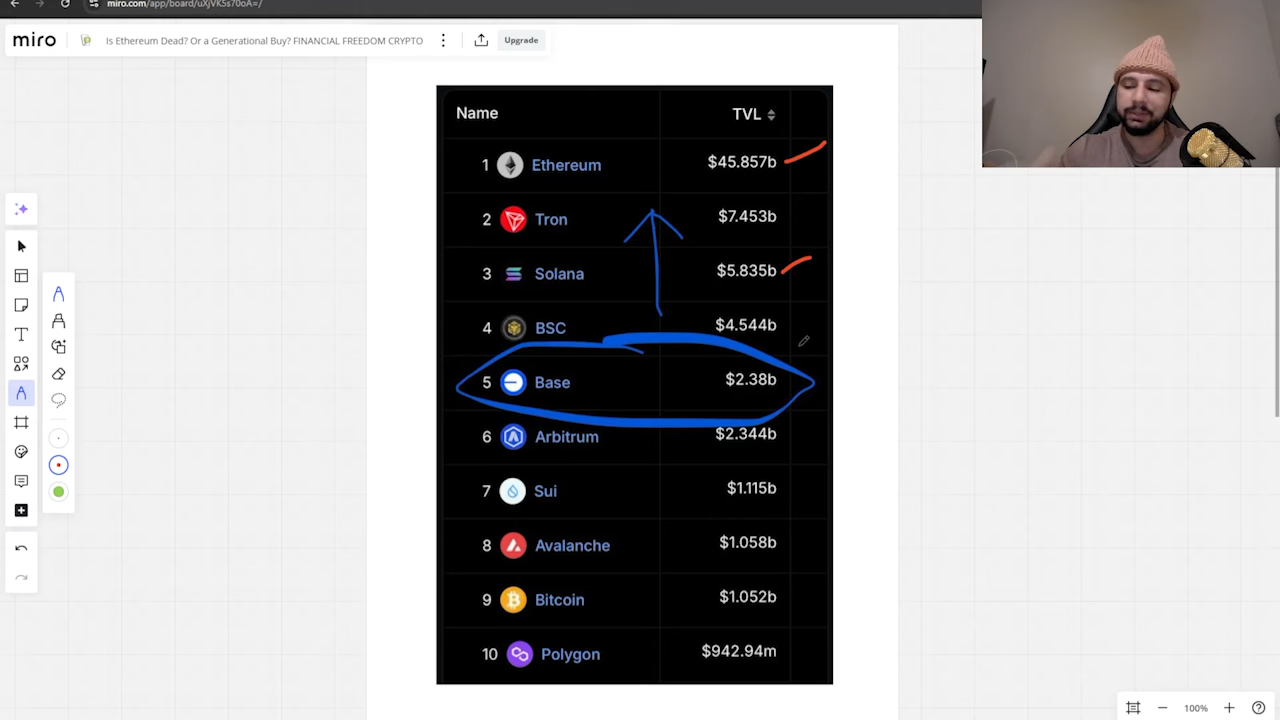 miro.com/app/board/uXjVK5s70oA=/
miro
Is Ethereum Dead? Or a Generational Buy? FINANCIAL FREEDOM CRYPTO
Upgrade
Name TVL
1 Ethereum $45.857b
2 Tron $7.453b
3 Solana $5.835b
4 BSC $4.544b
5 Base $2.38b
6 Arbitrum $2.344b
7 Sui $1.115b
8 Avalanche $1.058b
9 Bitcoin $1.052b
10 Polygon $942.94m
100%